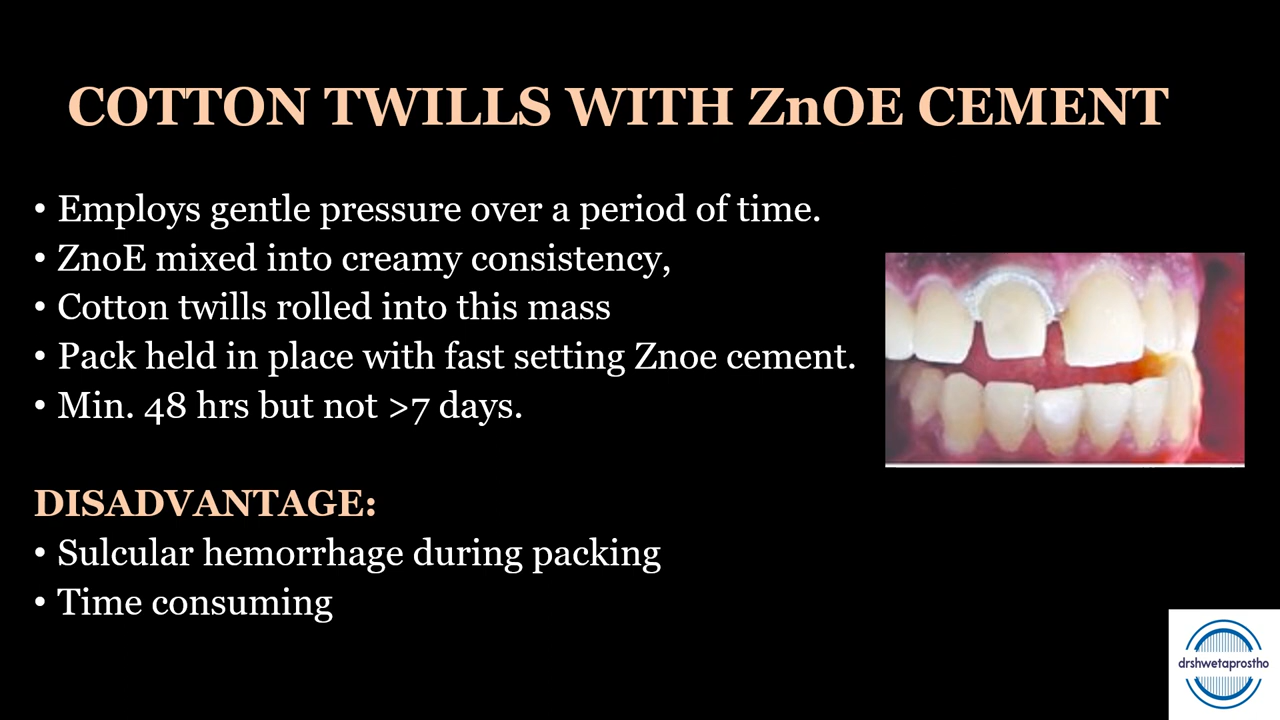 COTTON TWILLS WITH ZnOE CEMENT
• Employs gentle pressure over a period of time.
• ZnoE mixed into creamy consistency,
• Cotton twills rolled into this mass
• Pack held in place with fast setting Znoe cement.
• Min. 48 hrs but not >7 days.
DISADVANTAGE:
• Sulcular hemorrhage during packing
• Time consuming
drshwetaprostho